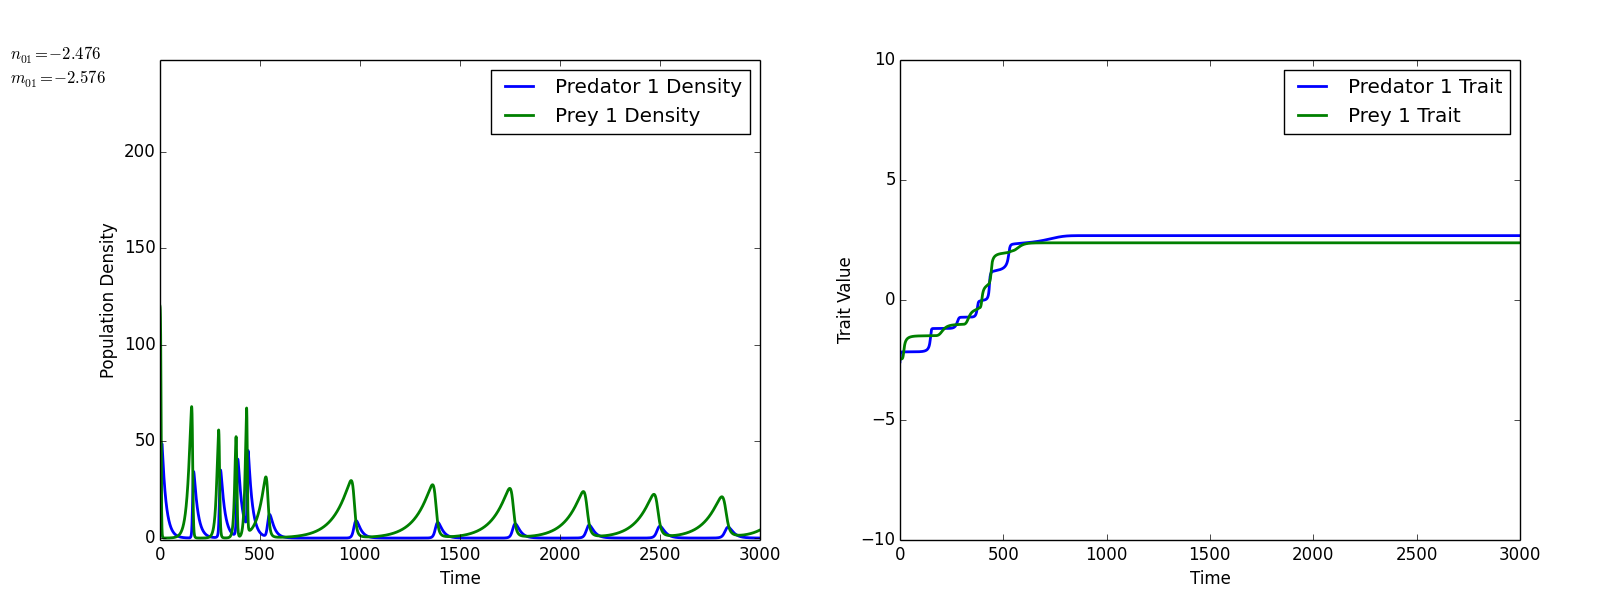 n01 = −2.476
m01 = −2.576
Predator 1 Density
Prey 1 Density
Population Density
200
150
100
50
0
0 500 1000 1500 2000 2500 3000
Time
Predator 1 Trait
Prey 1 Trait
Trait Value
10
5
0
−5
−10
0 500 1000 1500 2000 2500 3000
Time